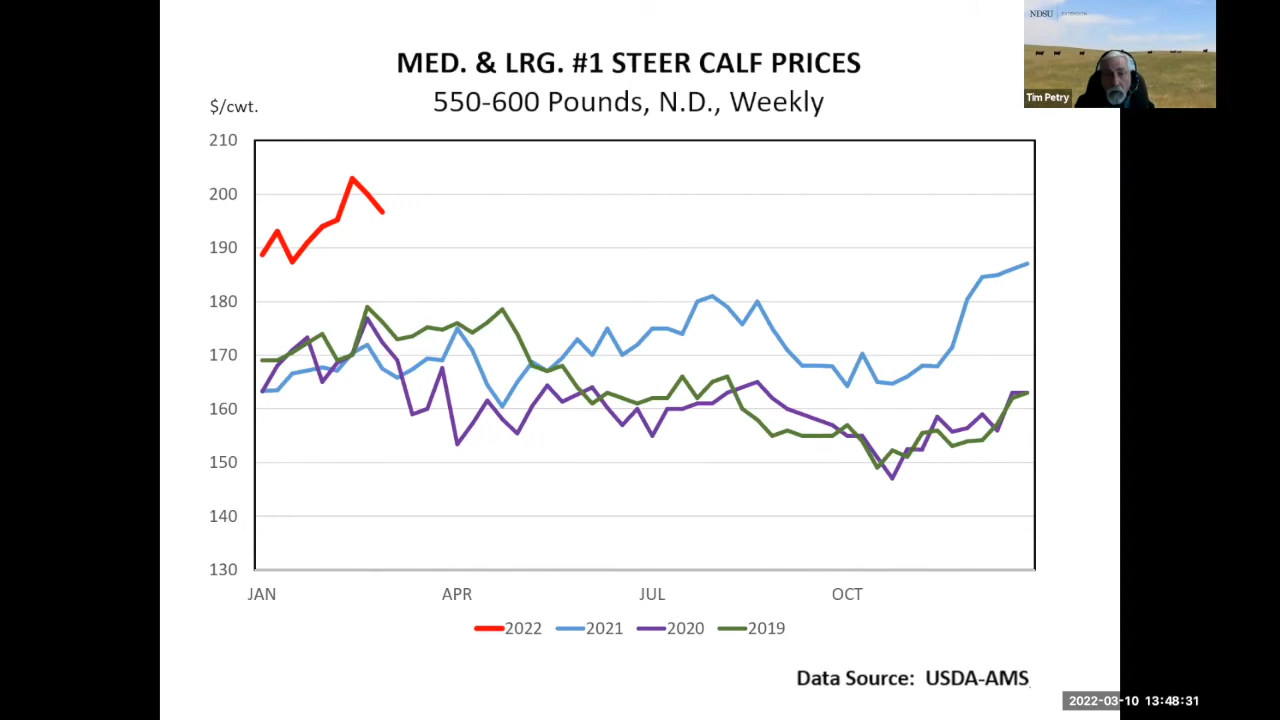 NDSU EXTENSION
Tim Petry
MED. & LRG. #1 STEER CALF PRICES
550-600 Pounds, N.D., Weekly
$/cwt.
210
200
190
180
170
160
150
140
130
JAN APR JUL OCT
2022 2021 2020 2019
Data Source: USDA-AMS
2022-03-10 13:48:31